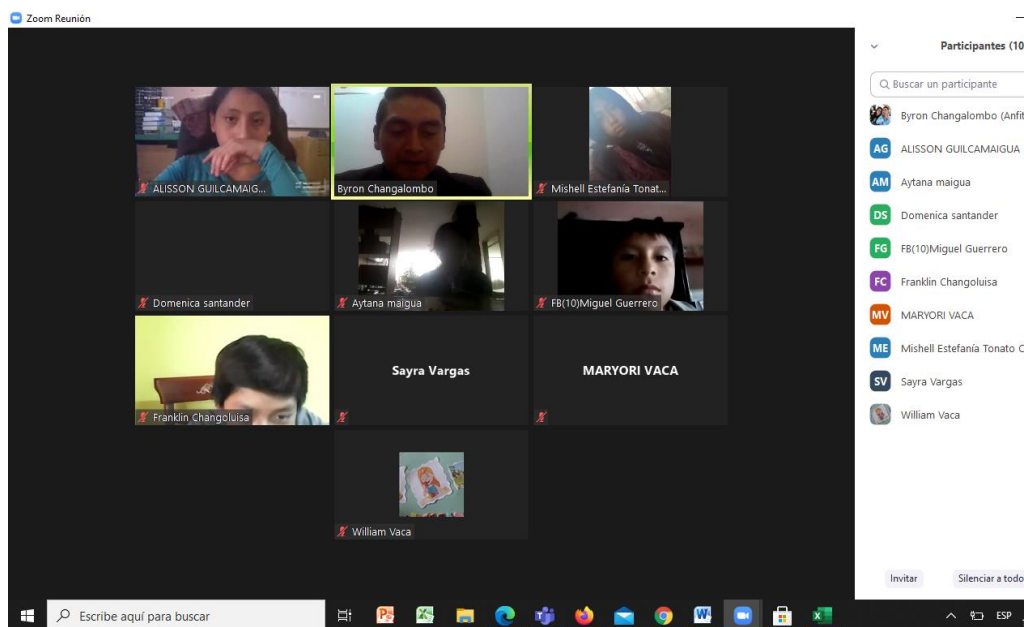 Zoom Reunión
Participantes (10
Buscar un participante
Byron Changalombo (Anfit
AG ALISSON GUILCAMAIGUA
AM Aytana maigua
DS Domenica santander
FG FB(10)Miguel Guerrero
FC Franklin Changoluisa
MV MARYORI VACA
ME Mishell Estefanía Tonato C
SV Sayra Vargas
William Vaca
Invitar Silenciar a todo
ALISSON GUILCAMAIG...
Byron Changalombo
Mishell Estefanía Tonat...
Domenica santander
Aytana maigua
FB(10)Miguel Guerrero
Franklin Changoluisa
Sayra Vargas
MARYORI VACA
William Vaca
Escribe aquí para buscar
ESP